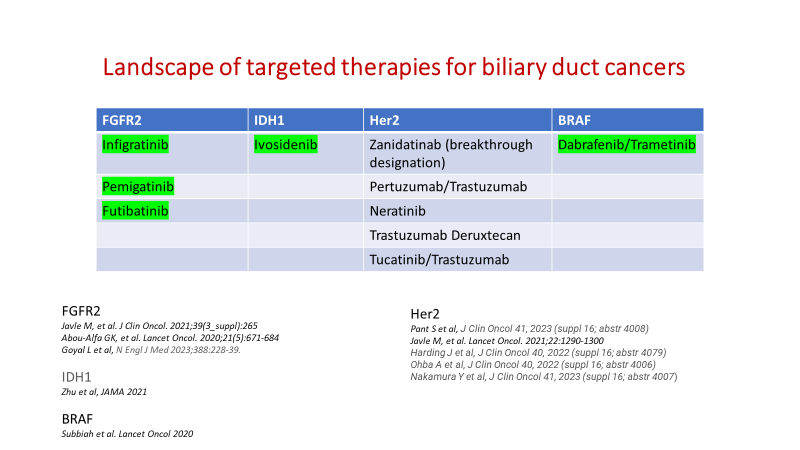 Landscape of targeted therapies for biliary duct cancers
FGFR2 IDH1 Her2 BRAF
Infigratinib Ivosidenib Zanidatinab (breakthrough Dabrafenib/Trametinib
designation)
Pemigatinib Pertuzumab/Trastuzumab
Futibatinib Neratinib
Trastuzumab Deruxtecan
Tucatinib/Trastuzumab
FGFR2
Javle M, et al. J Clin Oncol. 2021;39(3_suppl):265
Abou-Alfa GK, et al. Lancet Oncol. 2020;21(5):671-684
Goyal L et al, N Engl J Med 2023;388:228-39.
IDH1
Zhu et al, JAMA 2021
BRAF
Subbiah et al. Lancet Oncol 2020
Her2
Pant S et al, J Clin Oncol 41, 2023 (suppl 16; abstr 4008)
Javle M, et al. Lancet Oncol. 2021;22:1290-1300
Harding J et al, J Clin Oncol 40, 2022 (suppl 16; abstr 4079)
Ohba A et al, J Clin Oncol 40, 2022 (suppl 16; abstr 4006)
Nakamura Y et al, J Clin Oncol 41, 2023 (suppl 16; abstr 4007)